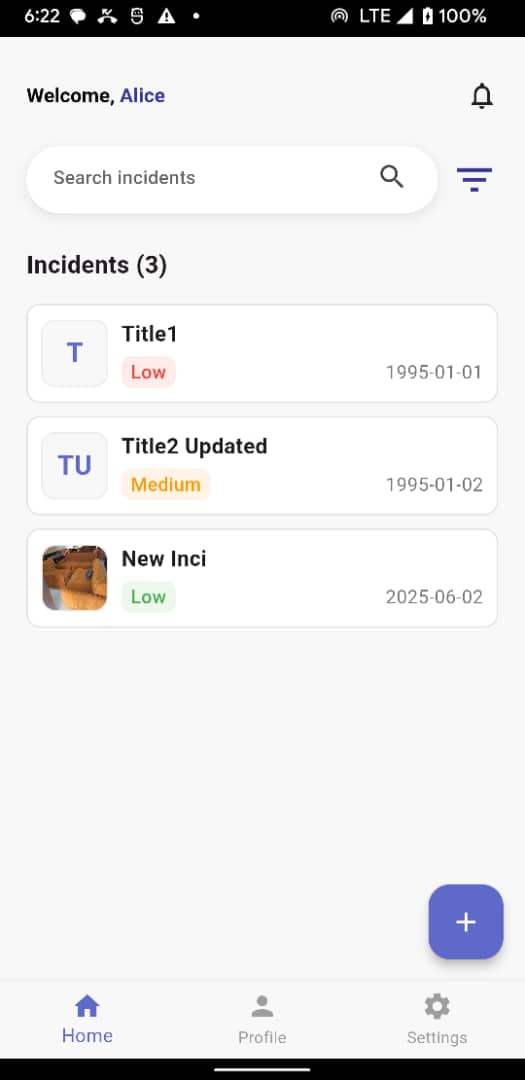 6:22 LTE 100%
Welcome, Alice
Search incidents
Incidents (3)
T
Title1
Low
1995-01-01
TU
Title2 Updated
Medium
1995-01-02
New Inci
Low
2025-06-02
+
Home Profile Settings